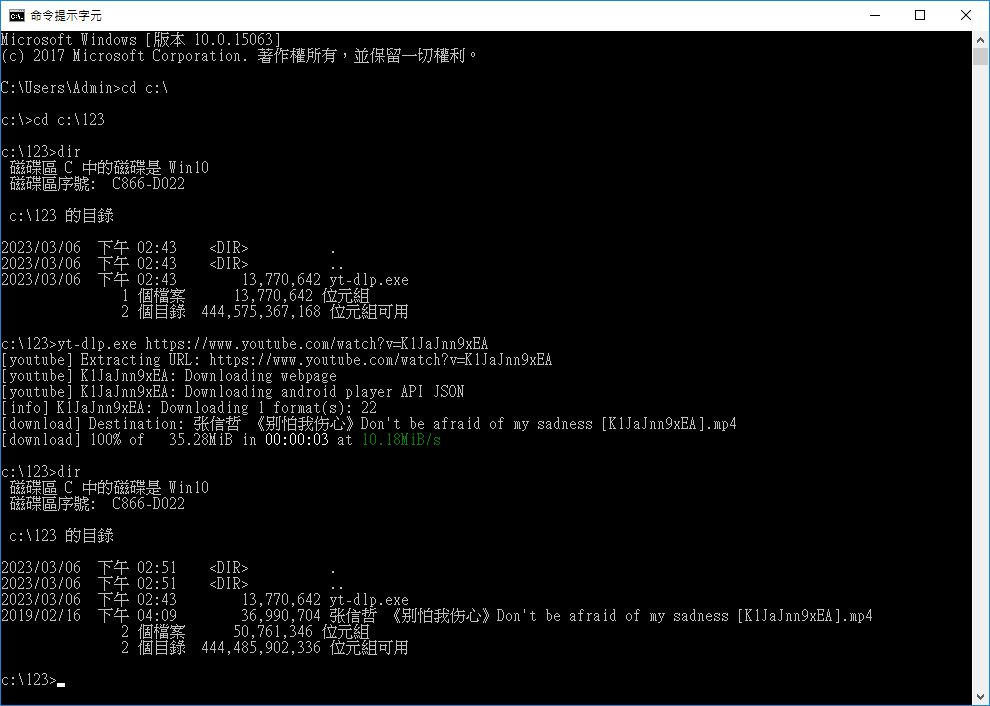 命令提示字元
Microsoft Windows [版本 10.0.15063]
(c) 2017 Microsoft Corporation. 著作權所有，並保留一切權利。
C:\Users\Admin>cd c:\
c:\>cd c:\123
c:\123>dir
 磁碟區 C 中的磁碟是 Win10
 磁碟區序號:  C866-D022
 c:\123 的目錄
2023/03/06  下午 02:43    <DIR>          .
2023/03/06  下午 02:43    <DIR>          ..
2023/03/06  下午 02:43        13,770,642 yt-dlp.exe
               1 個檔案      13,770,642 位元組
               2 個目錄  444,575,367,168 位元組可用
c:\123>yt-dlp.exe https://www.youtube.com/watch?v=K1JaJnn9xEA
[youtube] Extracting URL: https://www.youtube.com/watch?v=K1JaJnn9xEA
[youtube] K1JaJnn9xEA: Downloading webpage
[youtube] K1JaJnn9xEA: Downloading android player API JSON
[info] K1JaJnn9xEA: Downloading 1 format(s): 22
[download] Destination: 张信哲 《别怕我伤心》Don't be afraid of my sadness [K1JaJnn9xEA].mp4
[download] 100% of   35.28MiB in 00:00:03 at 10.18MiB/s
c:\123>dir
 磁碟區 C 中的磁碟是 Win10
 磁碟區序號:  C866-D022
 c:\123 的目錄
2023/03/06  下午 02:51    <DIR>          .
2023/03/06  下午 02:51    <DIR>          ..
2023/03/06  下午 02:43        13,770,642 yt-dlp.exe
2019/02/16  下午 04:09        36,990,704 张信哲 《别怕我伤心》Don't be afraid of my sadness [K1JaJnn9xEA].mp4
               2 個檔案      50,761,346 位元組
               2 個目錄  444,485,902,336 位元組可用
c:\123>